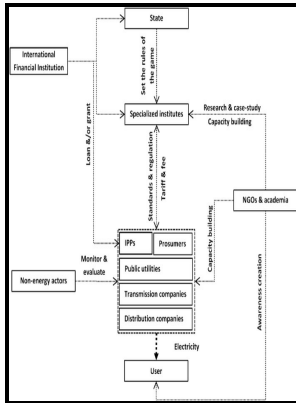 State
International
Financial Institution
Set the rules of
the game
Loan &/or grant
Specialized institutes
Research & case-study
Capacity building
Standards & regulation
Tariff & fee
NGOs & academia
IPPs
Prosumers
Capacity building
Monitor &
evaluate
Non-energy actors
Public utilities
Transmission companies
Distribution companies
Awareness creation
Electricity
User